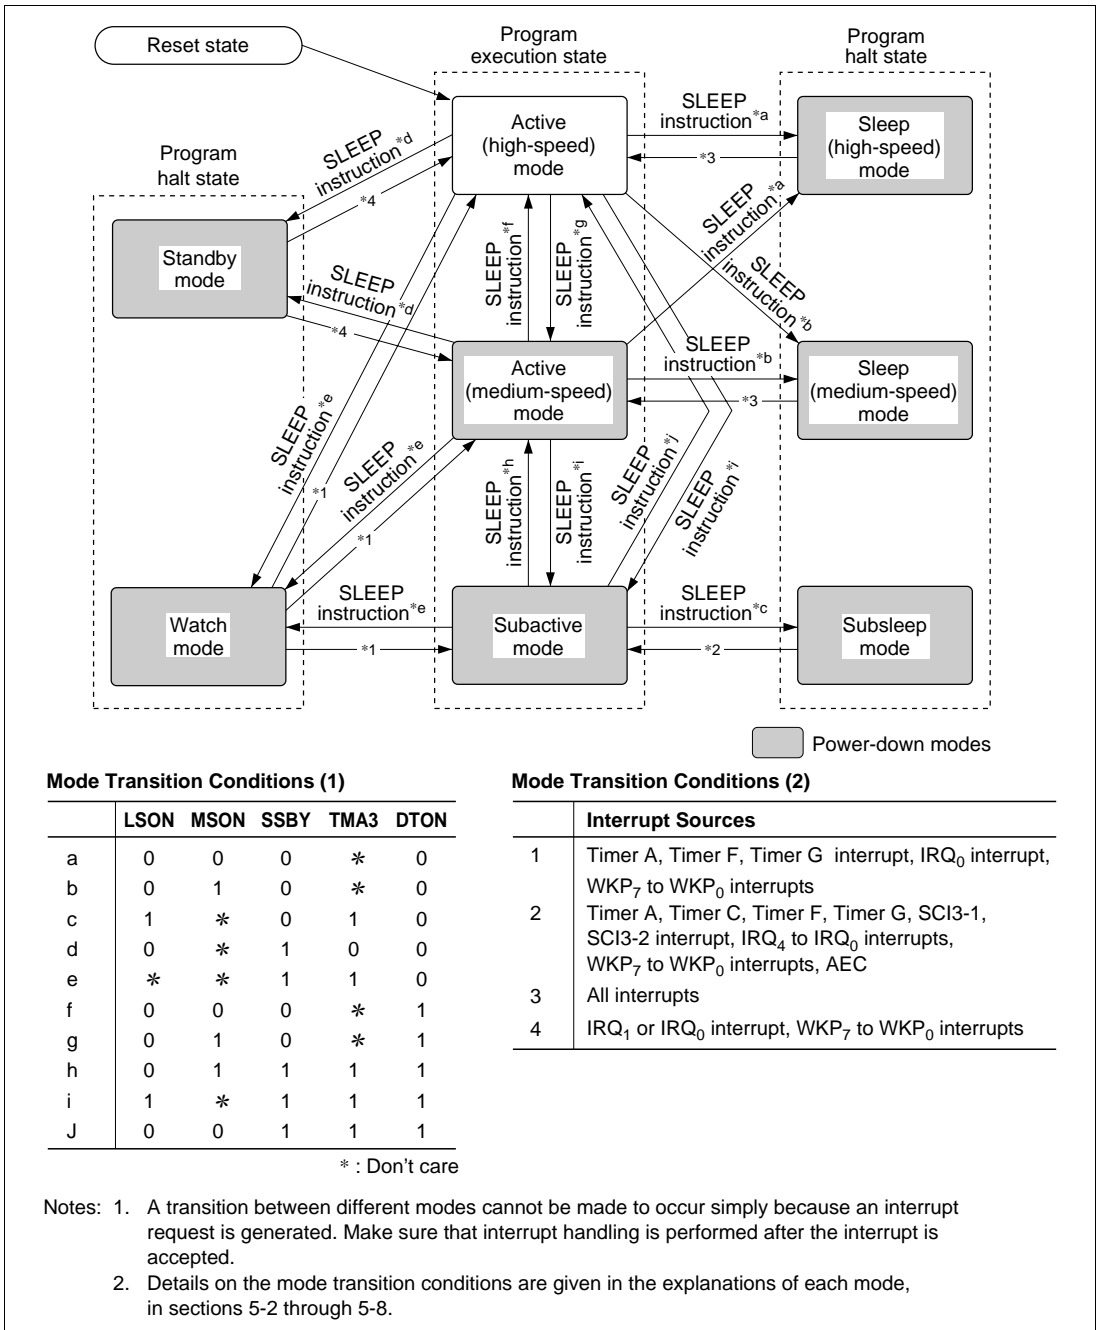 Reset state
Program
execution state
Program
halt state
Program
halt state
Active
(high-speed)
mode
SLEEP
instruction*a
*3
Sleep
(high-speed)
mode
SLEEP
instruction*d
*4
Standby
mode
SLEEP
instruction*d
*4
SLEEP
instruction*f
SLEEP
instruction*g
SLEEP
instruction*a
SLEEP
instruction*b
Active
(medium-speed)
mode
SLEEP
instruction*b
*3
Sleep
(medium-speed)
mode
SLEEP
instruction*e
*1
SLEEP
instruction*e
*1
SLEEP
instruction*h
SLEEP
instruction*i
SLEEP
instruction*j
SLEEP
instruction*i
Watch
mode
SLEEP
instruction*e
*1
Subactive
mode
SLEEP
instruction*c
*2
Subsleep
mode
Power-down modes
Mode Transition Conditions (1)
LSON MSON SSBY TMA3 DTON
a 0 0 0 * 0
b 0 1 0 * 0
c 1 * 0 1 0
d 0 * 1 0 0
e * * 1 1 0
f 0 0 0 * 1
g 0 1 0 * 1
h 0 1 1 1 1
i 1 * 1 1 1
J 0 0 1 1 1
* : Don't care
Mode Transition Conditions (2)
Interrupt Sources
1 Timer A, Timer F, Timer G interrupt, IRQ0 interrupt,
WKP7 to WKP0 interrupts
2 Timer A, Timer C, Timer F, Timer G, SCI3-1,
SCI3-2 interrupt, IRQ4 to IRQ0 interrupts,
WKP7 to WKP0 interrupts, AEC
3 All interrupts
4 IRQ1 or IRQ0 interrupt, WKP7 to WKP0 interrupts
Notes: 1. A transition between different modes cannot be made to occur simply because an interrupt
request is generated. Make sure that interrupt handling is performed after the interrupt is
accepted.
2. Details on the mode transition conditions are given in the explanations of each mode,
in sections 5-2 through 5-8.